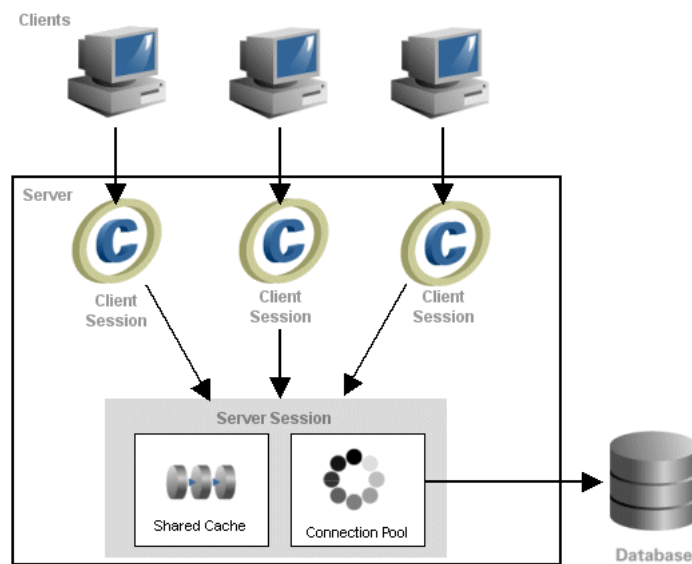 Clients
Server
C
C
C
Client
Session
Client
Session
Client
Session
Server Session
Shared Cache
Connection Pool
Database